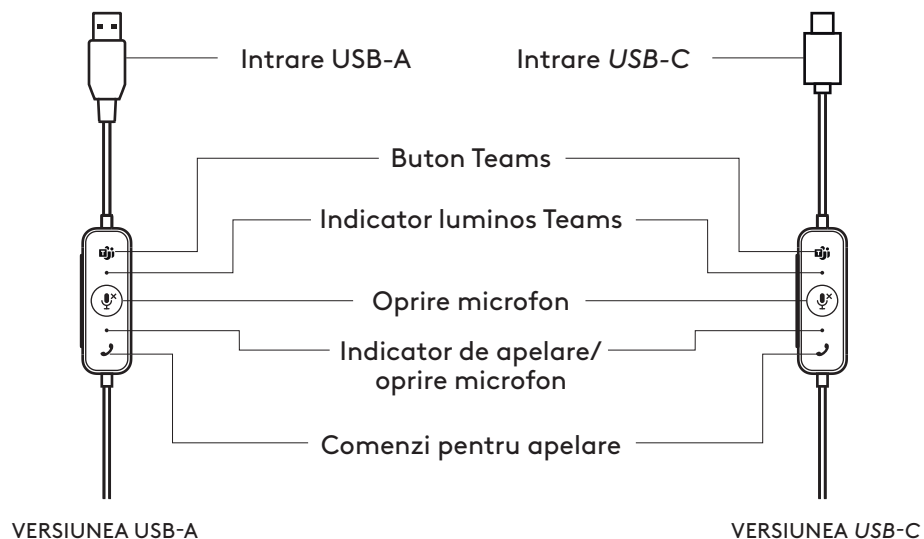 Intrare USB-A
Intrare USB-C
Buton Teams
Indicator luminos Teams
Oprire microfon
Indicator de apelare/
oprire microfon
Comenzi pentru apelare
VERSIUNEA USB-A
VERSIUNEA USB-C